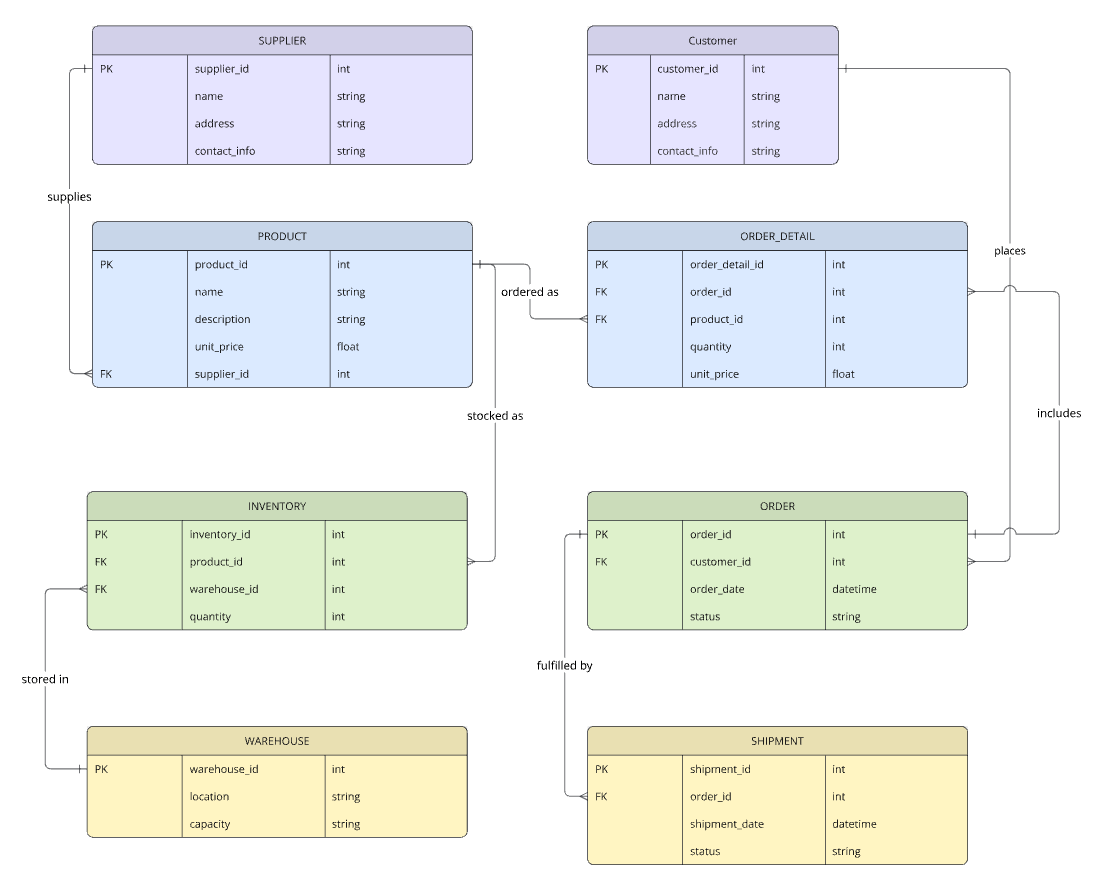 SUPPLIER
PK supplier_id int
name string
address string
contact_info string
Customer
PK customer_id int
name string
address string
contact_info string
supplies
places
PRODUCT
PK product_id int
name string
description string
unit_price float
FK supplier_id int
ordered as
ORDER_DETAIL
PK order_detail_id int
FK order_id int
FK product_id int
quantity int
unit_price float
stocked as
includes
INVENTORY
PK inventory_id int
FK product_id int
FK warehouse_id int
quantity int
ORDER
PK order_id int
FK customer_id int
order_date datetime
status string
stored in
fulfilled by
WAREHOUSE
PK warehouse_id int
location string
capacity string
SHIPMENT
PK shipment_id int
FK order_id int
shipment_date datetime
status string